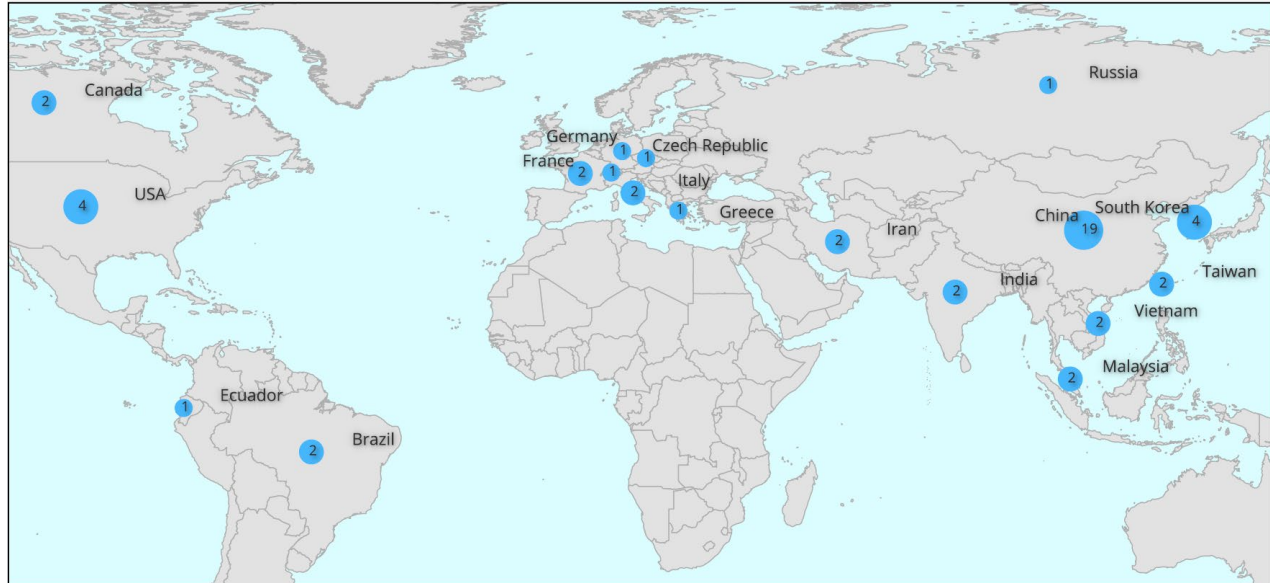 Russia
1
Canada
2
Germany
1
Czech Republic
1
France
2
1
Italy
2
USA
4
Greece
1
South Korea
4
China
19
Iran
2
Taiwan
2
India
2
Vietnam
2
Malaysia
2
Ecuador
1
Brazil
2